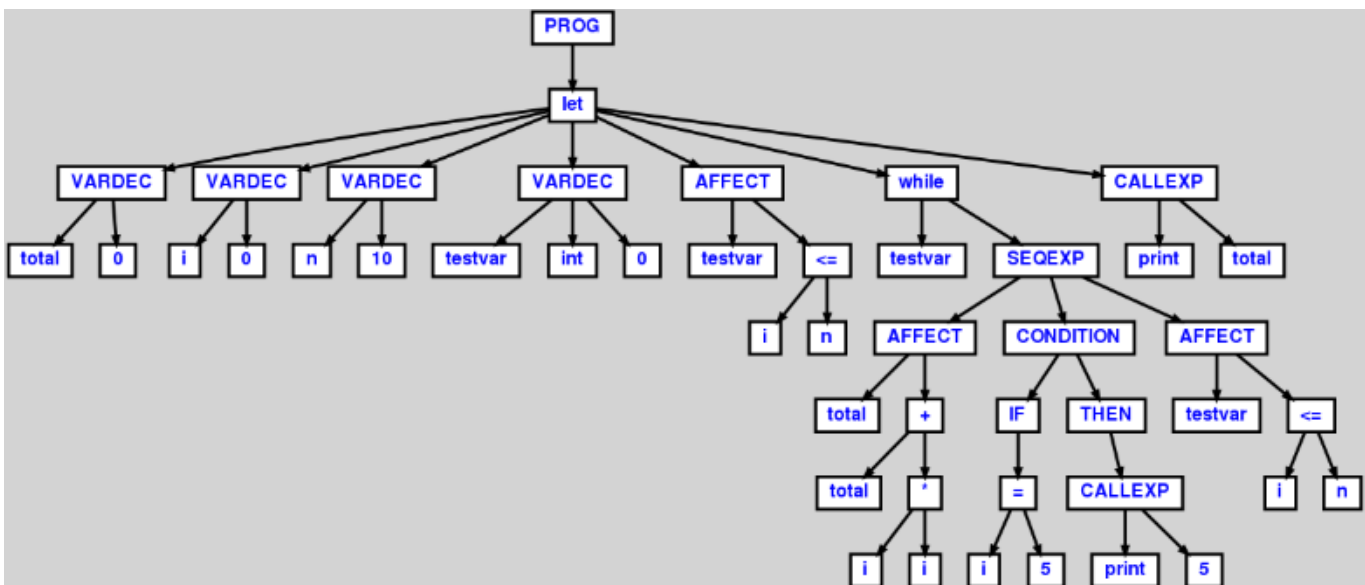 PROG
let
VARDEC VARDEC VARDEC VARDEC AFFECT while CALLEXP
total 0 i 0 n 10 testvar int 0 testvar <= testvar SEQEXP print total
i n AFFECT CONDITION AFFECT
total + IF THEN testvar <=
total * = CALLEXP i n
i i i 5 print 5